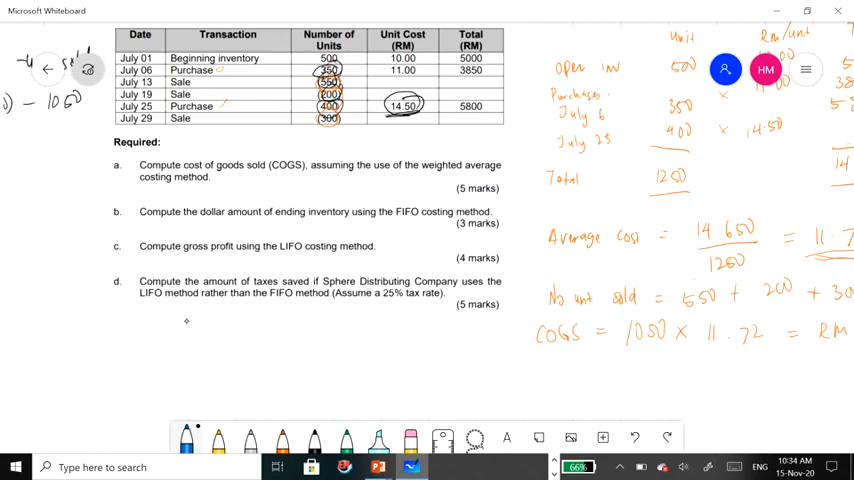 Microsoft Whiteboard
Date Transaction Number of Units Unit Cost (RM) Total (RM)
July 01 Beginning inventory 500 10.00 5000
July 06 Purchase 350 11.00 3850
July 13 Sale 550
July 19 Sale 200
July 25 Purchase 400 14.50 5800
July 29 Sale 300
Required:
a. Compute cost of goods sold (COGS), assuming the use of the weighted average
costing method.
(5 marks)
b. Compute the dollar amount of ending inventory using the FIFO costing method.
(3 marks)
c. Compute gross profit using the LIFO costing method.
(4 marks)
d. Compute the amount of taxes saved if Sphere Distributing Company uses the
LIFO method rather than the FIFO method (Assume a 25% tax rate).
(5 marks)
) - 1050
unit RM/unit
Open inv 500
Purchases.
July 6 350 x
July 25 400 x 14.50
Total 1250 14
Average cost = 14 650 = 11.7
1250
No unit sold = 550 + 200 + 30
COGS = 1050 x 11.72 = RM
HM
Type here to search
66%
ENG
10:34 AM
15-Nov-20